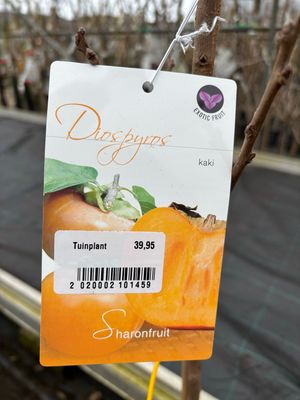 EXOTIC FRUIT
Diospyros
kaki
Tuinplant 39,95
2 020002 101459
Sharonfruit